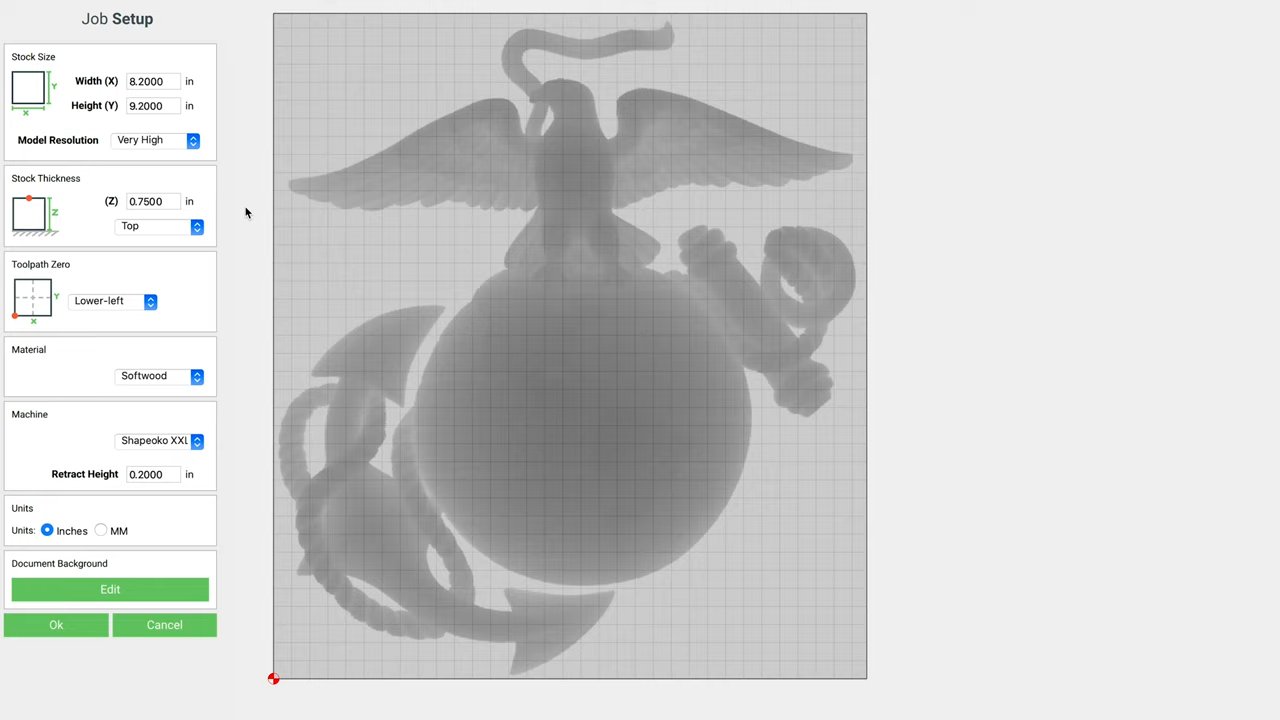 Job Setup
Stock Size
Y
X
Width (X) 8.2000 in
Height (Y) 9.2000 in
Model Resolution Very High
Stock Thickness
Z
(Z) 0.7500 in
Top
Toolpath Zero
Y
X
Lower-left
Material
Softwood
Machine
Shapeoko XXL
Retract Height 0.2000 in
Units
Units: Inches MM
Document Background
Edit
Ok Cancel